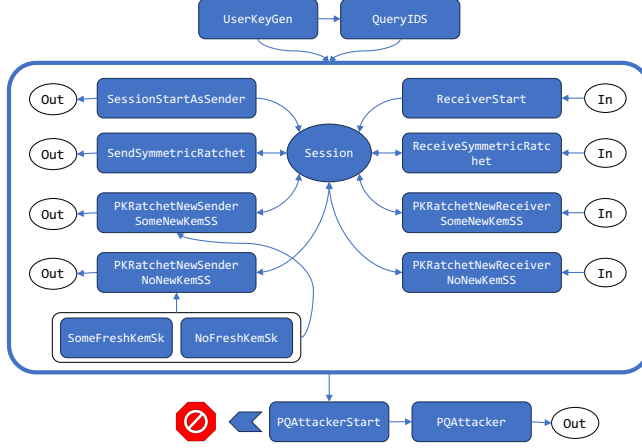 UserKeyGen
QueryIDS
Out
SessionStartAsSender
ReceiverStart
In
Out
SendSymmetricRatchet
Session
ReceiveSymmetricRatc
het
In
Out
PKRatchetNewSender
SomeNewKemSS
PKRatchetNewReceiver
SomeNewKemSS
In
Out
PKRatchetNewSender
NoNewKemSS
PKRatchetNewReceiver
NoNewKemSS
In
SomeFreshKemSk
NoFreshKemSk
PQAttackerStart
PQAttacker
Out